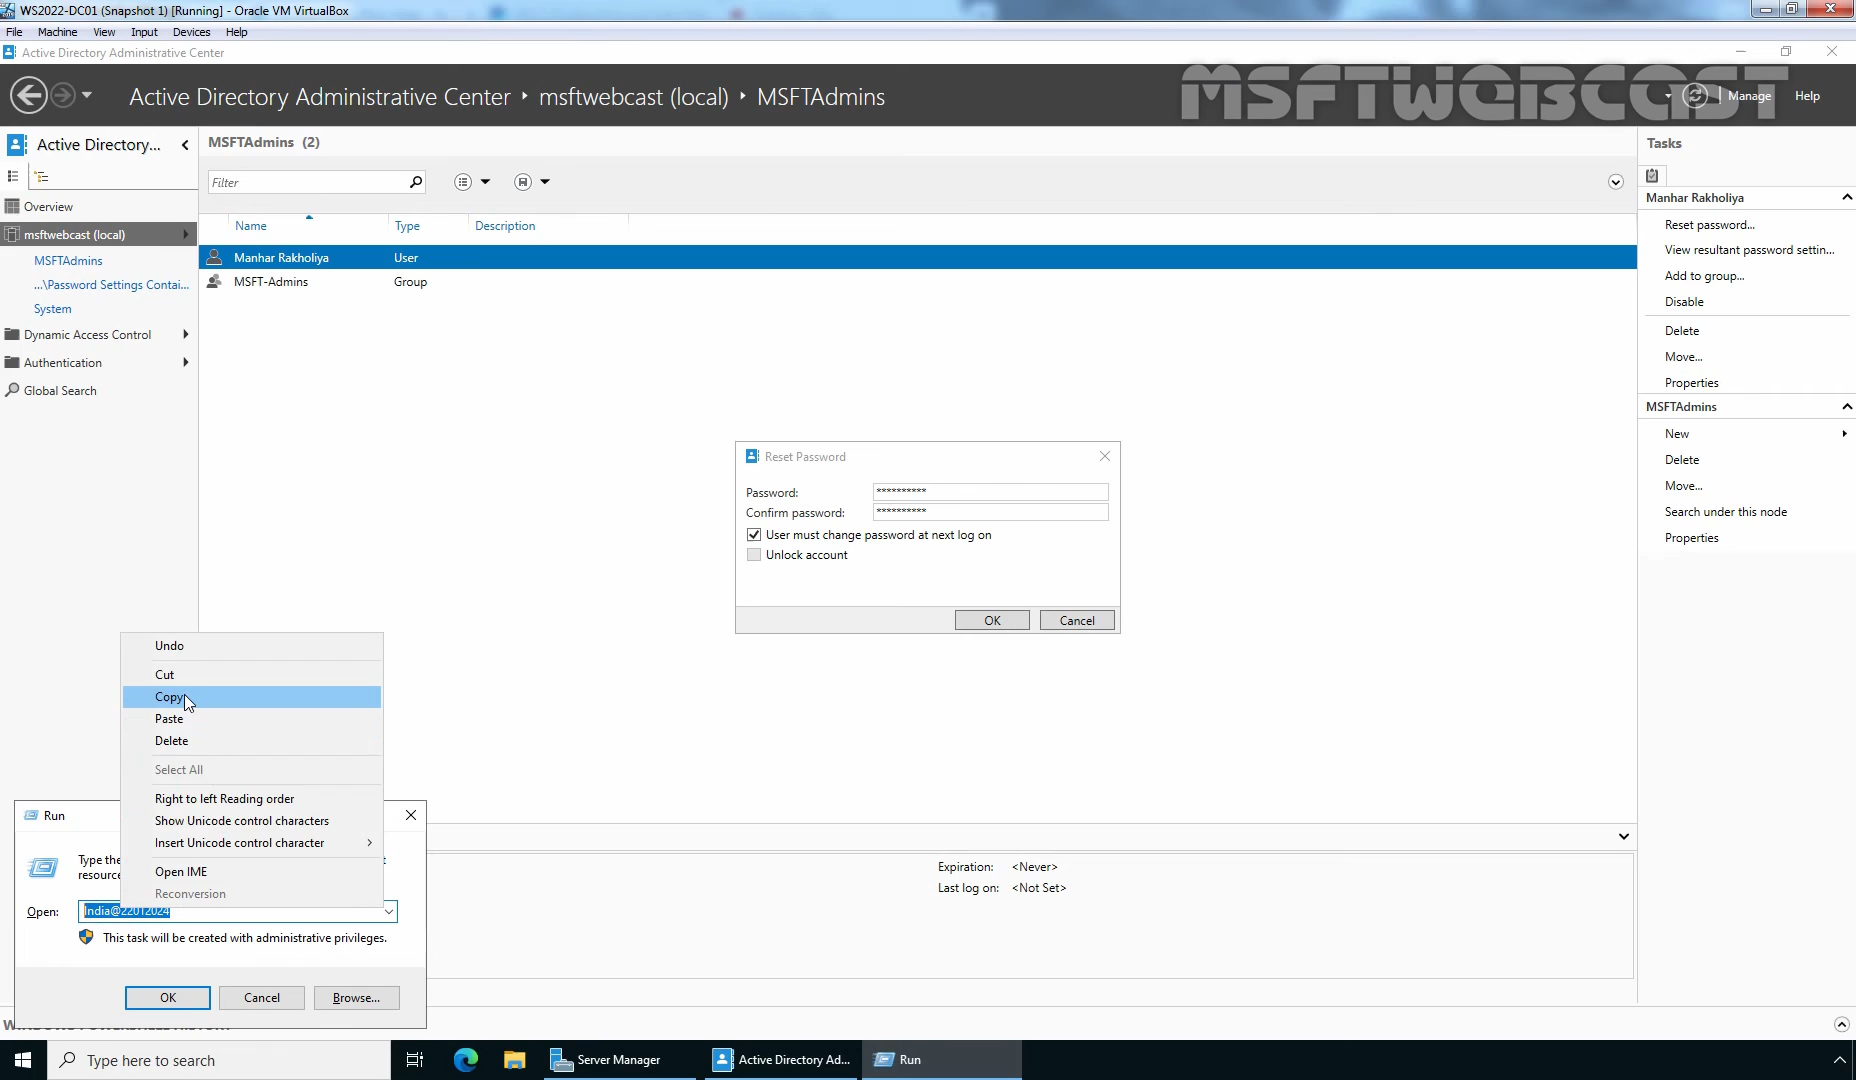 WS2022-DC01 (Snapshot 1) [Running] - Oracle VM VirtualBox
File Machine View Input Devices Help
Active Directory Administrative Center
Active Directory Administrative Center • msftwebcast (local) • MSFTAdmins
MSFTWEBCAST
Manage Help
Active Directory...
Overview
msftwebcast (local)
MSFTAdmins
...\Password Settings Contai...
System
Dynamic Access Control
Authentication
Global Search
MSFTAdmins (2)
Filter
Name Type Description
Manhar Rakholiya User
MSFT-Admins Group
Tasks
Manhar Rakholiya
Reset password...
View resultant password settin...
Add to group...
Disable
Delete
Move...
Properties
MSFTAdmins
New
Delete
Move...
Search under this node
Properties
Reset Password
Password: **********
Confirm password: **********
User must change password at next log on
Unlock account
OK Cancel
Undo
Cut
Copy
Paste
Delete
Select All
Right to left Reading order
Show Unicode control characters
Insert Unicode control character
Open IME
Reconversion
Run
Type the
resource
Open: India@22012024
This task will be created with administrative privileges.
OK Cancel Browse...
Expiration: <Never>
Last log on: <Not Set>
Type here to search
Server Manager
Active Directory Ad...
Run